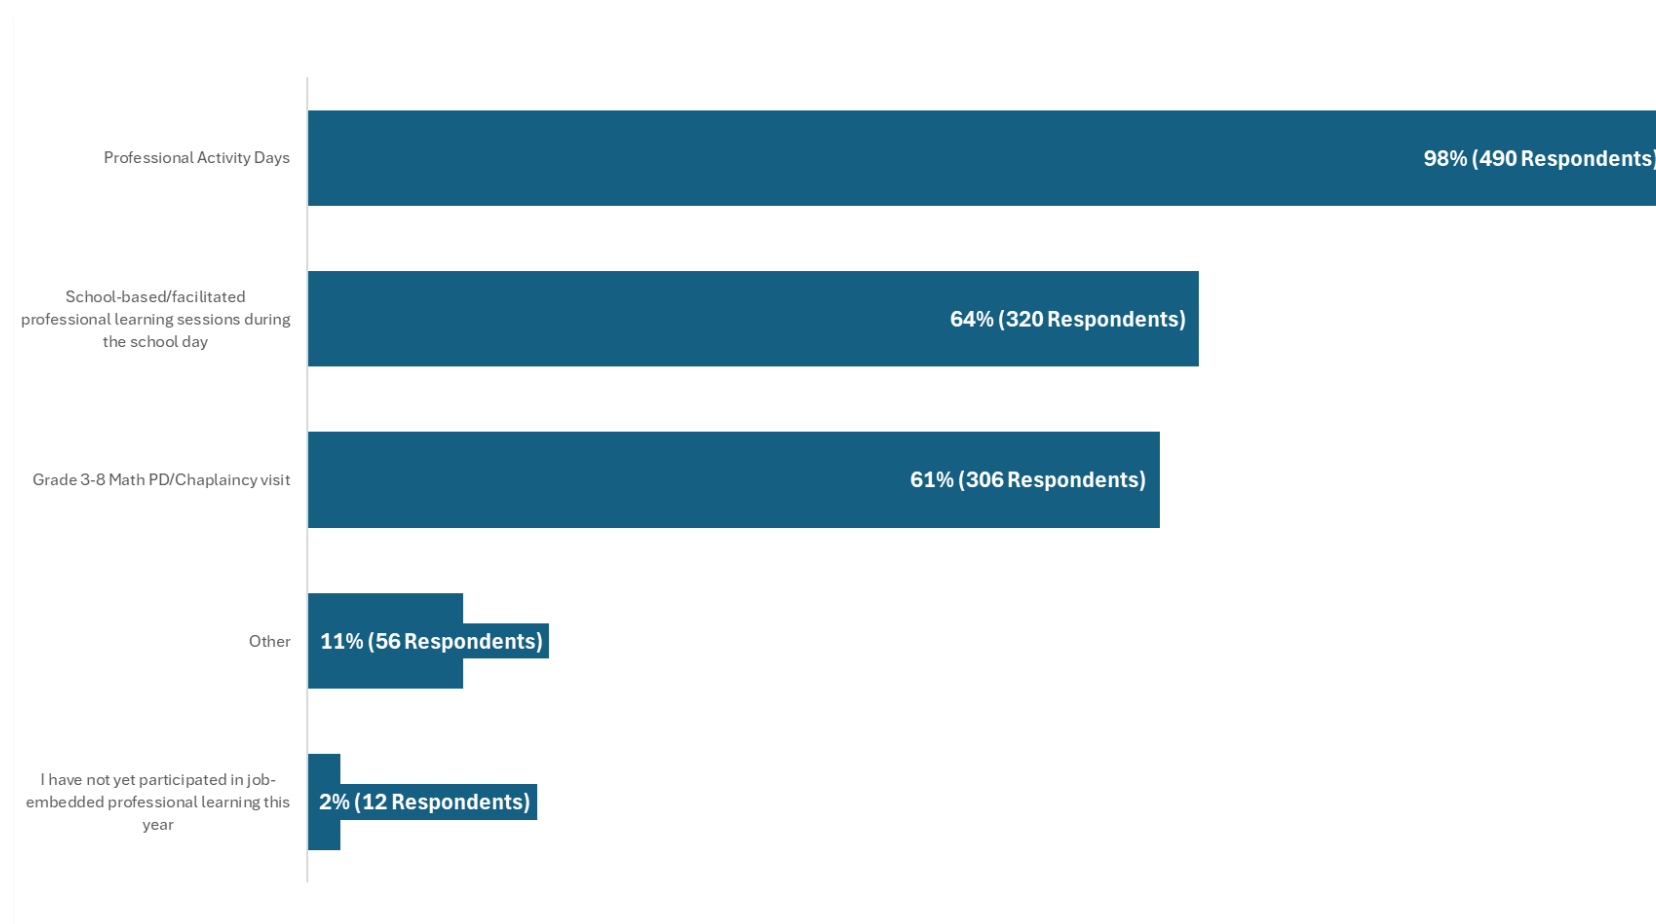 Professional Activity Days
98% (490 Respondents)
School-based/facilitated
professional learning sessions during
the school day
64% (320 Respondents)
Grade 3-8 Math PD/Chaplaincy visit
61% (306 Respondents)
Other
11% (56 Respondents)
I have not yet participated in job-
embedded professional learning this
year
2% (12 Respondents)